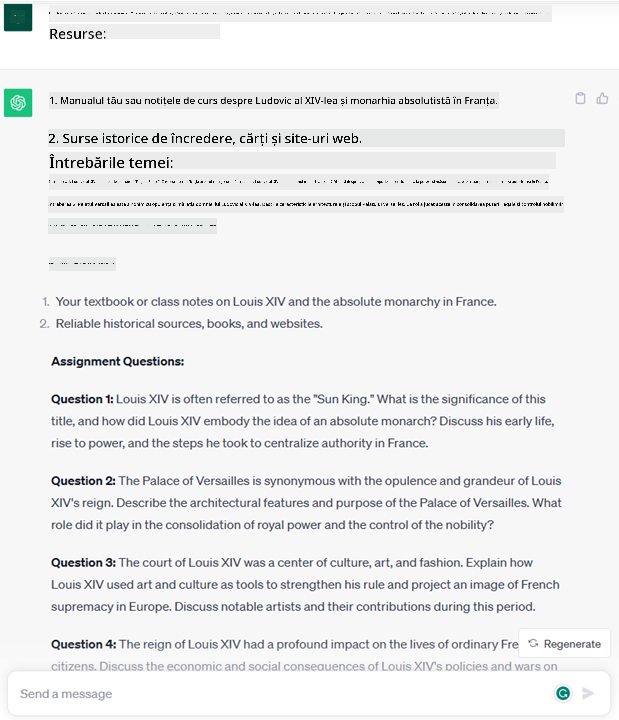 Resurse:
1. Manualul tău sau notițele de curs despre Ludovic al XIV-lea și monarhia absolutistă în Franța.
2. Surse istorice de încredere, cărți și site-uri web.
Întrebările temei:
1. Your textbook or class notes on Louis XIV and the absolute monarchy in France.
2. Reliable historical sources, books, and websites.
Assignment Questions:
Question 1: Louis XIV is often referred to as the "Sun King." What is the significance of this
title, and how did Louis XIV embody the idea of an absolute monarch? Discuss his early life,
rise to power, and the steps he took to centralize authority in France.
Question 2: The Palace of Versailles is synonymous with the opulence and grandeur of Louis
XIV's reign. Describe the architectural features and purpose of the Palace of Versailles. What
role did it play in the consolidation of royal power and the control of the nobility?
Question 3: The court of Louis XIV was a center of culture, art, and fashion. Explain how
Louis XIV used art and culture as tools to strengthen his rule and project an image of French
supremacy in Europe. Discuss notable artists and their contributions during this period.
Question 4: The reign of Louis XIV had a profound impact on the lives of ordinary Fre
Regenerate
citizens. Discuss the economic and social consequences of Louis XIV's policies and wars on
Send a message